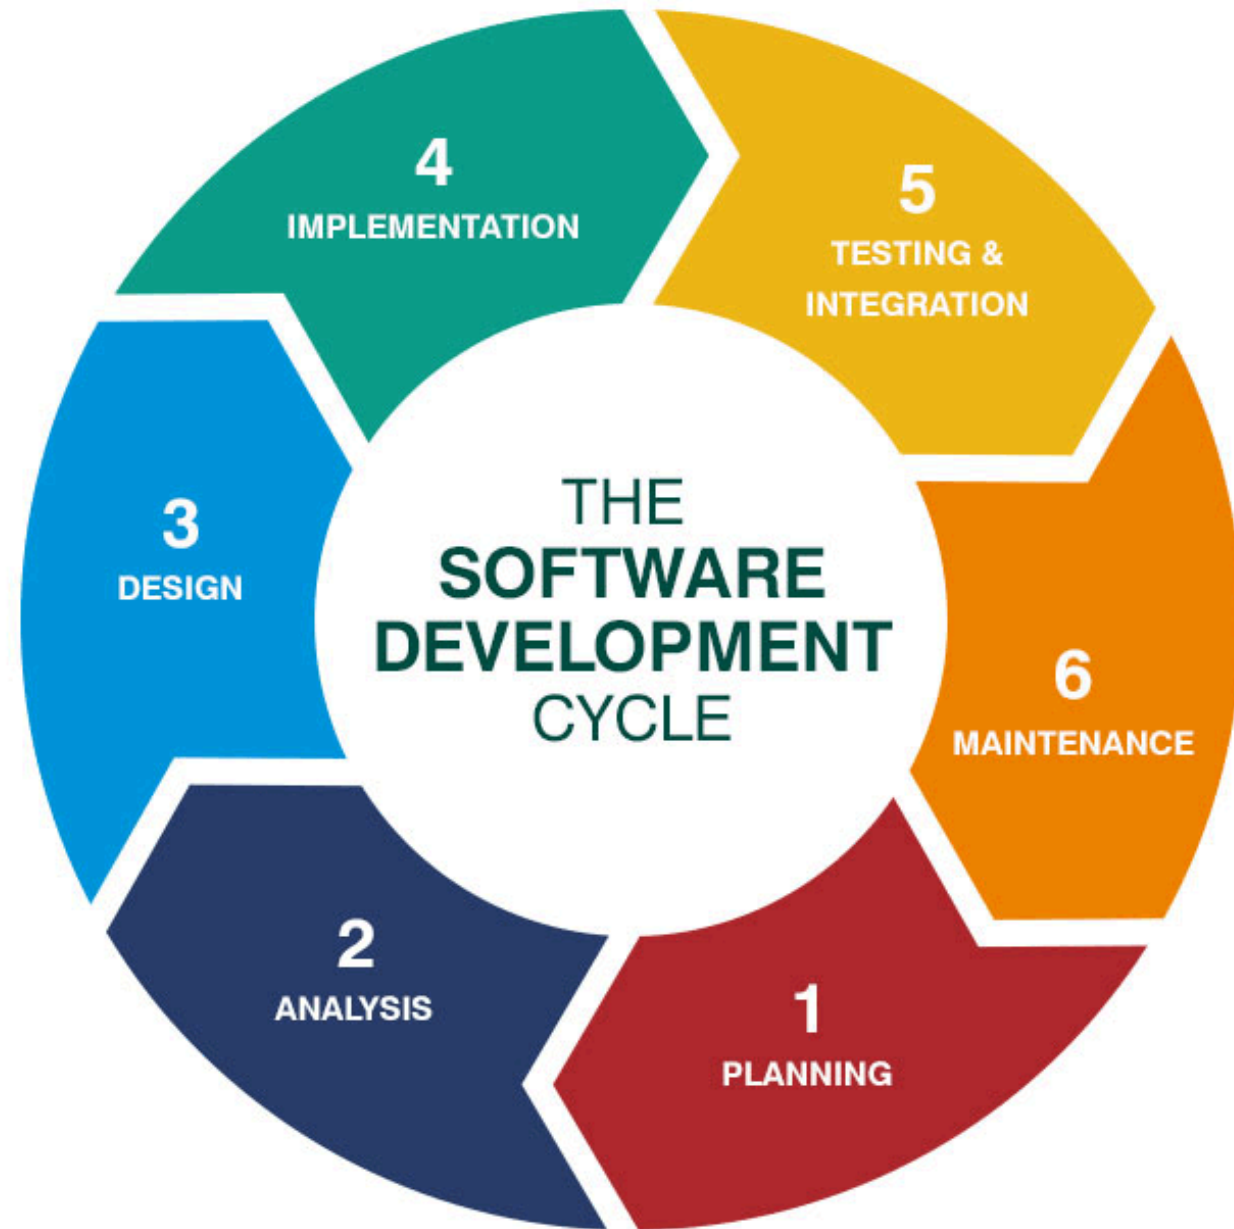 THE
SOFTWARE
DEVELOPMENT
CYCLE
1
PLANNING
2
ANALYSIS
3
DESIGN
4
IMPLEMENTATION
5
TESTING &
INTEGRATION
6
MAINTENANCE